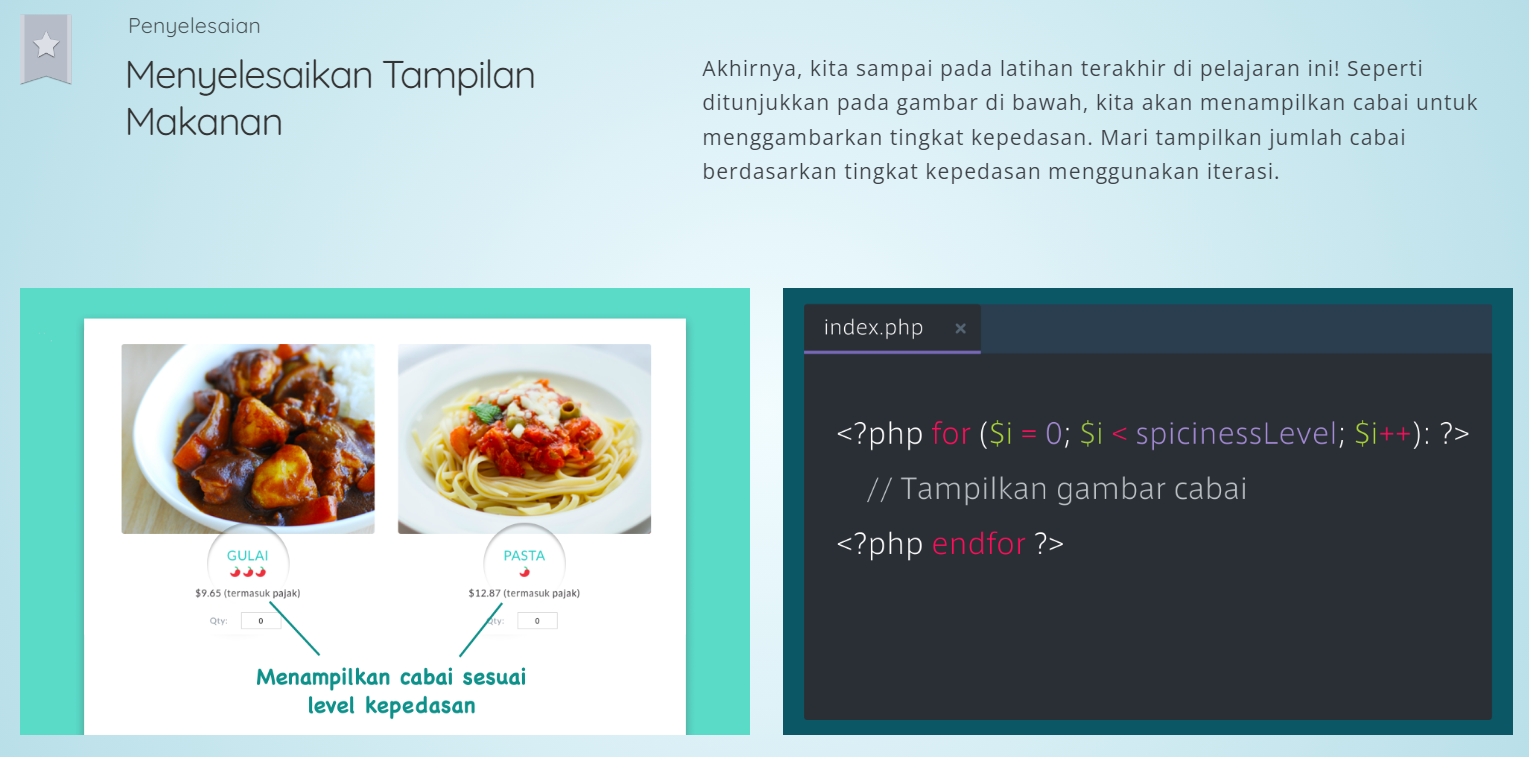 Penyelesaian
Menyelesaikan Tampilan
Makanan
Akhirnya, kita sampai pada latihan terakhir di pelajaran ini! Seperti
ditunjukkan pada gambar di bawah, kita akan menampilkan cabai untuk
menggambarkan tingkat kepedasan. Mari tampilkan jumlah cabai
berdasarkan tingkat kepedasan menggunakan iterasi.
GULAI
$9.65 (termasuk pajak)
Qty: 0
PASTA
$12.87 (termasuk pajak)
Qty: 0
Menampilkan cabai sesuai
level kepedasan
index.php ×
<?php for ($i = 0; $i < spicinessLevel; $i++): ?>
// Tampilkan gambar cabai
<?php endfor ?>